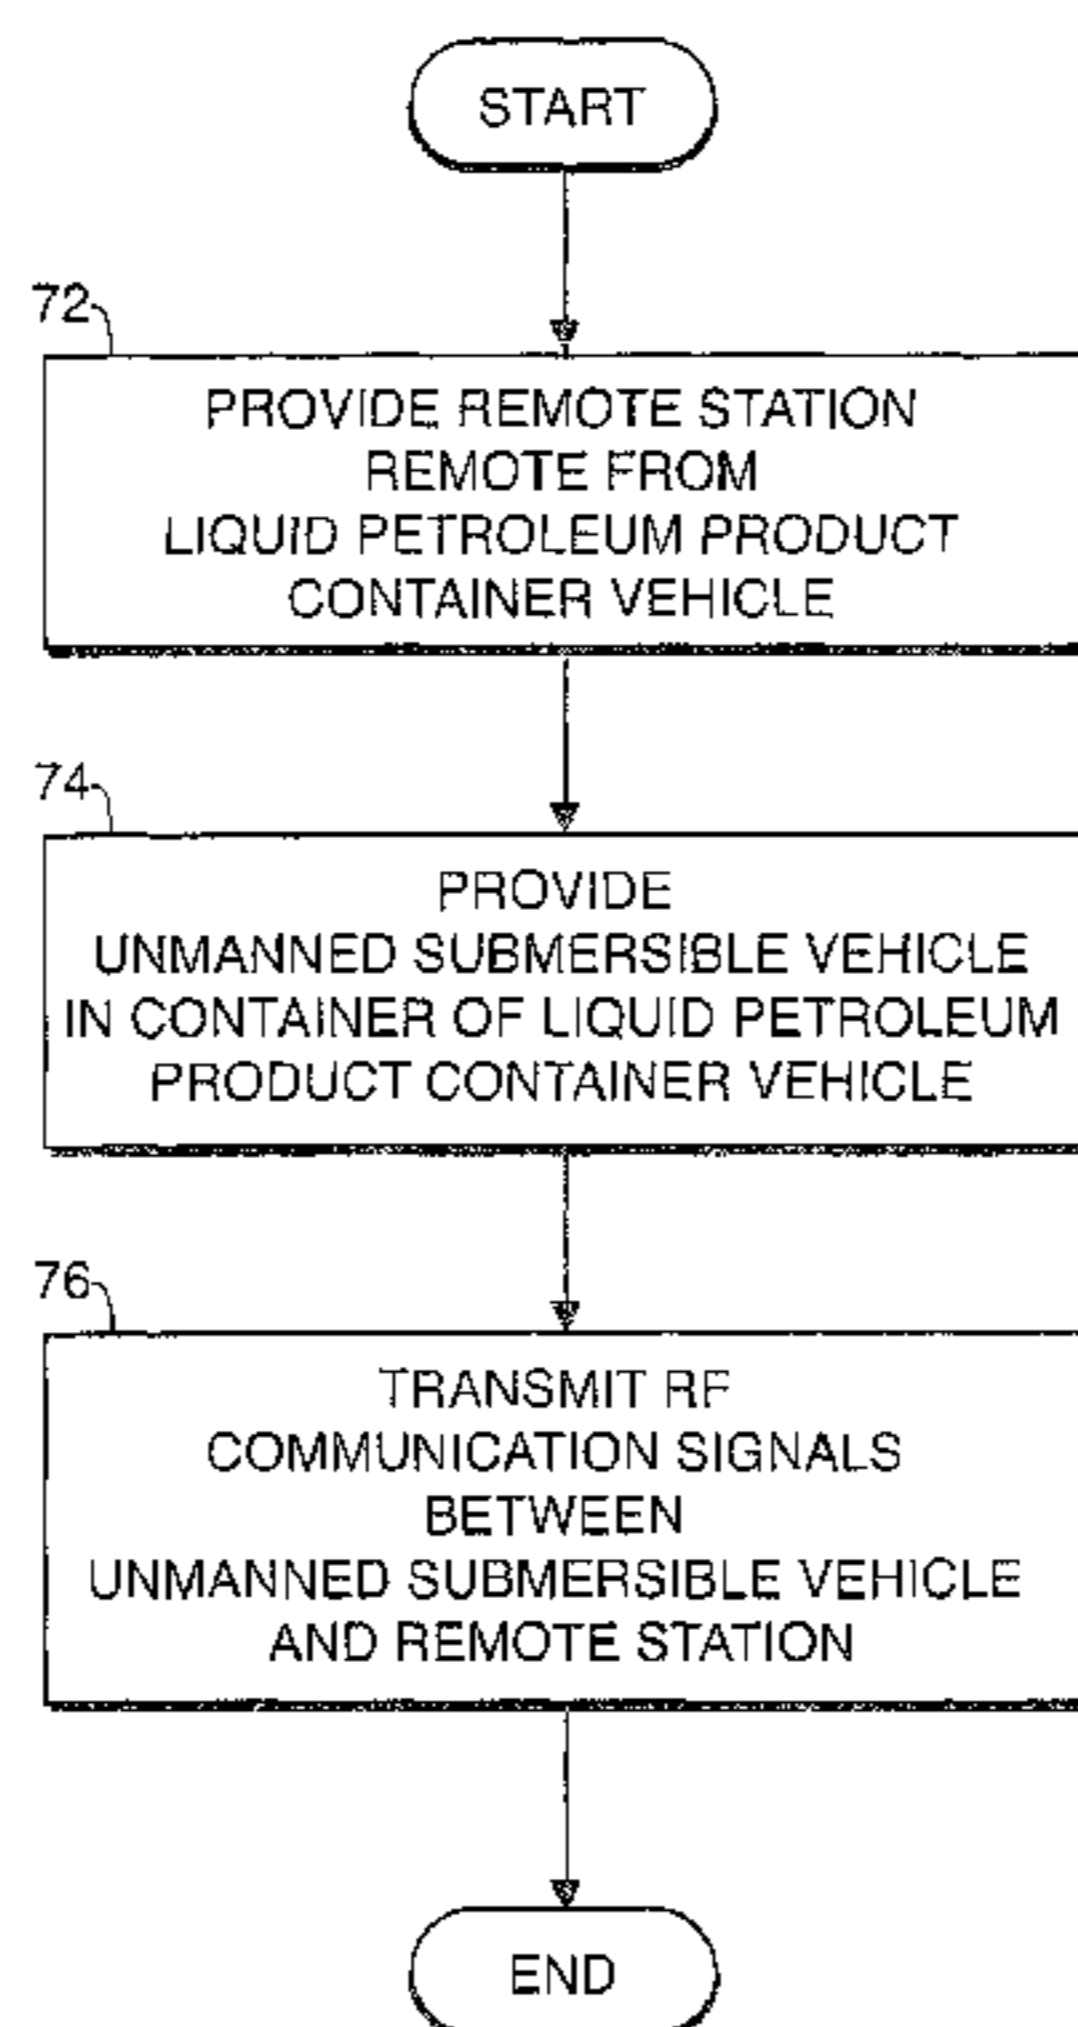 START
72
PROVIDE REMOTE STATION
REMOTE FROM
LIQUID PETROLEUM PRODUCT
CONTAINER VEHICLE
74
PROVIDE
UNMANNED SUBMERSIBLE VEHICLE
IN CONTAINER OF LIQUID PETROLEUM
PRODUCT CONTAINER VEHICLE
76
TRANSMIT RF
COMMUNICATION SIGNALS
BETWEEN
UNMANNED SUBMERSIBLE VEHICLE
AND REMOTE STATION
END